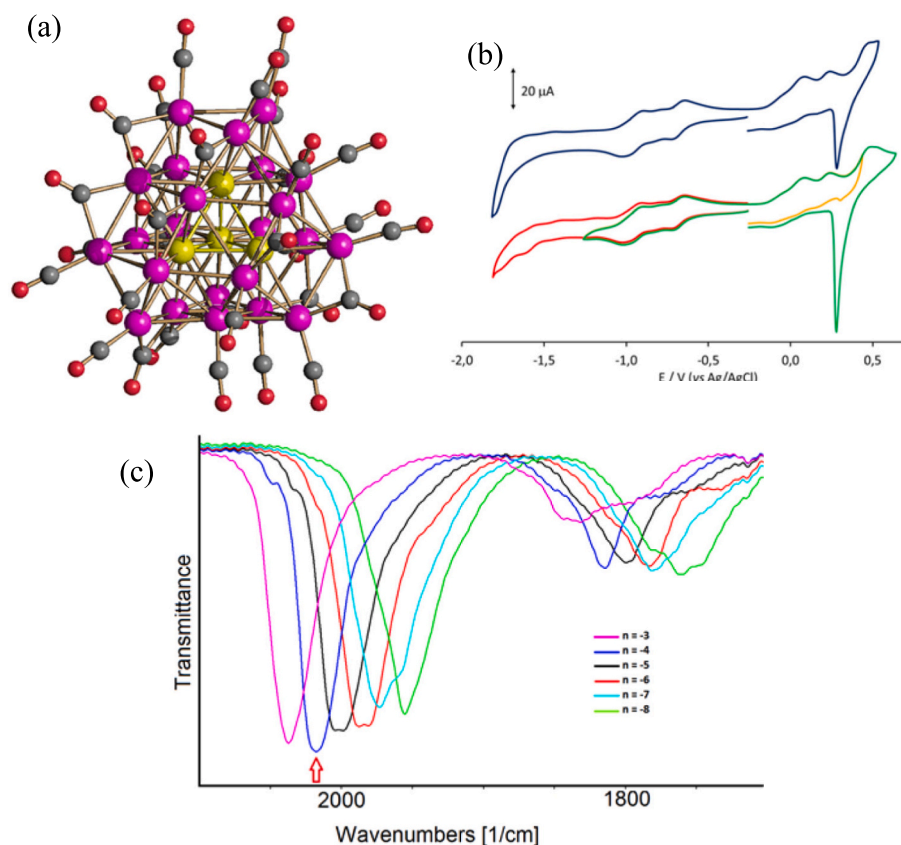 (a)
(b)
20 µA
-2,0 -1,5 -1,0 -0,5 0,0 0,5
E / V (vs Ag/AgCl)
(c)
Transmittance
n = -3
n = -4
n = -5
n = -6
n = -7
n = -8
2000 1800
Wavenumbers [1/cm]